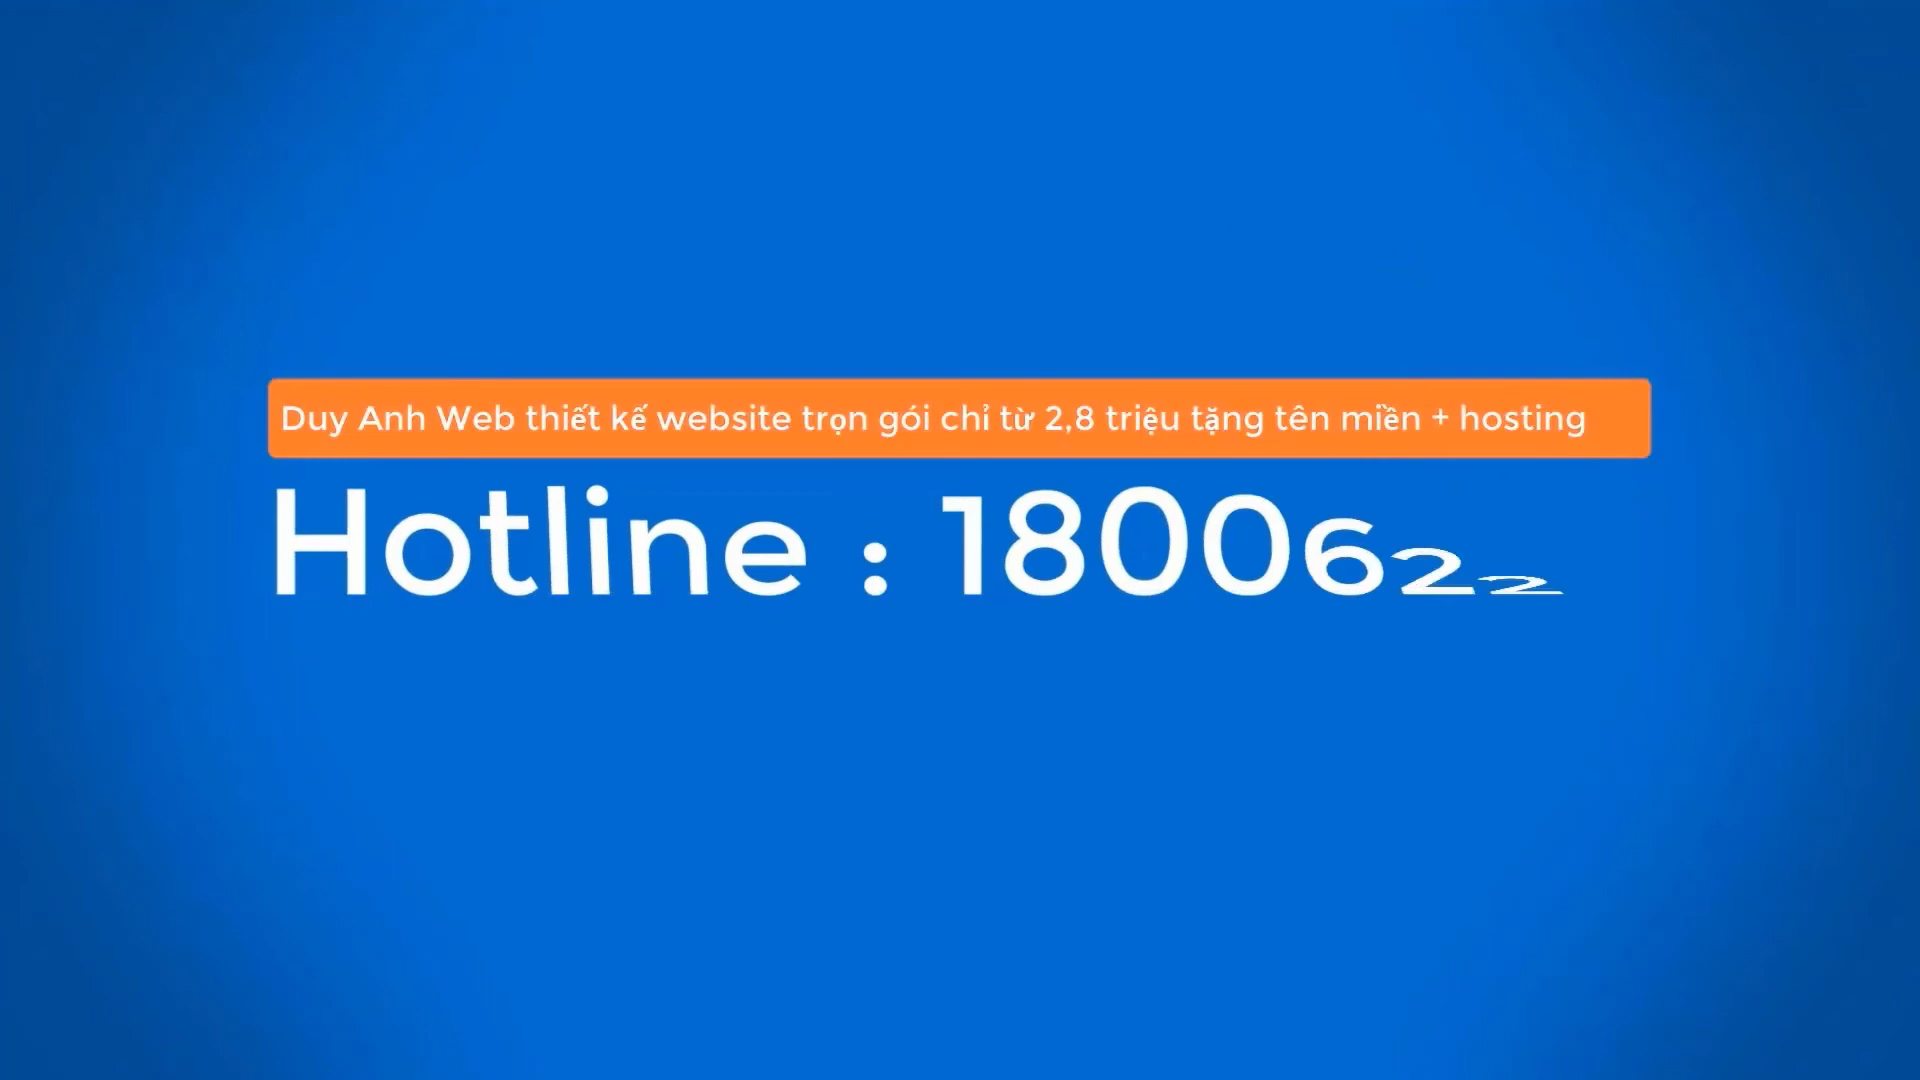 Duy Anh Web thiết kế website trọn gói chỉ từ 2,8 triệu tặng tên miền + hosting
Hotline : 1800622